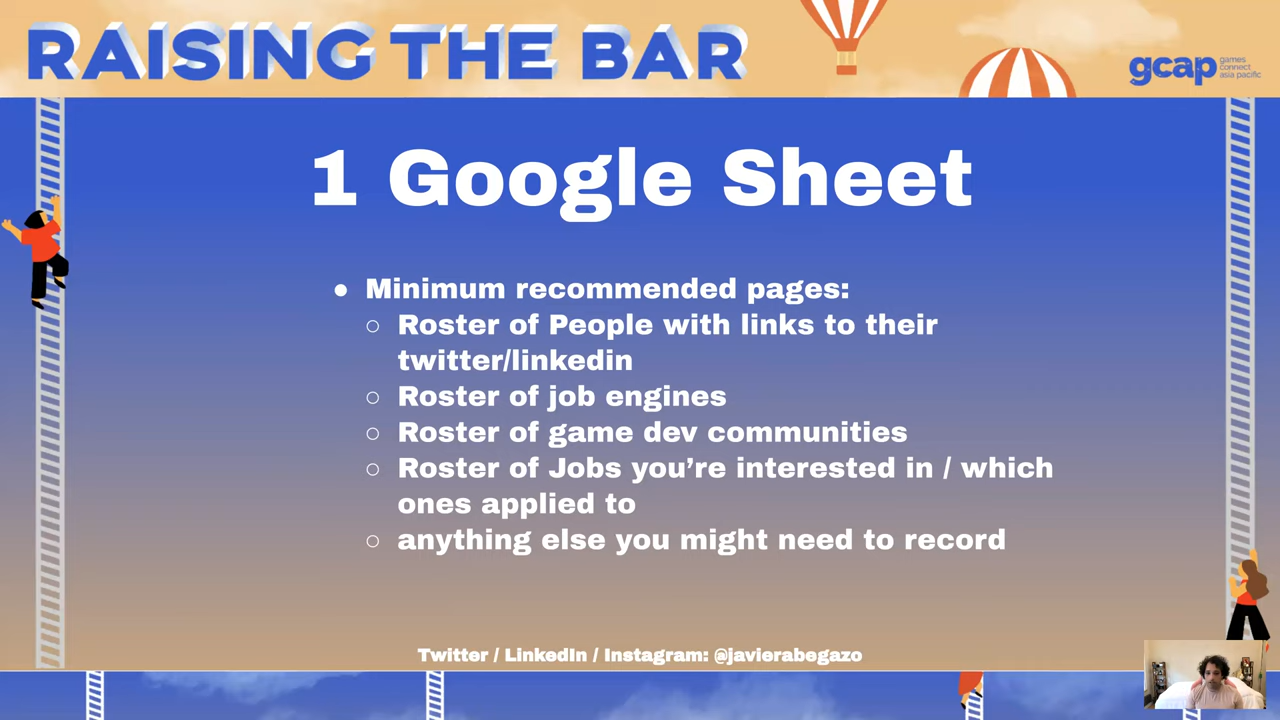 RAISING THE BAR
gcap games
connect
asia pacific
1 Google Sheet
● Minimum recommended pages:
○ Roster of People with links to their
twitter/linkedin
○ Roster of job engines
○ Roster of game dev communities
○ Roster of Jobs you’re interested in / which
ones applied to
○ anything else you might need to record
Twitter / LinkedIn / Instagram: @javierabegazo